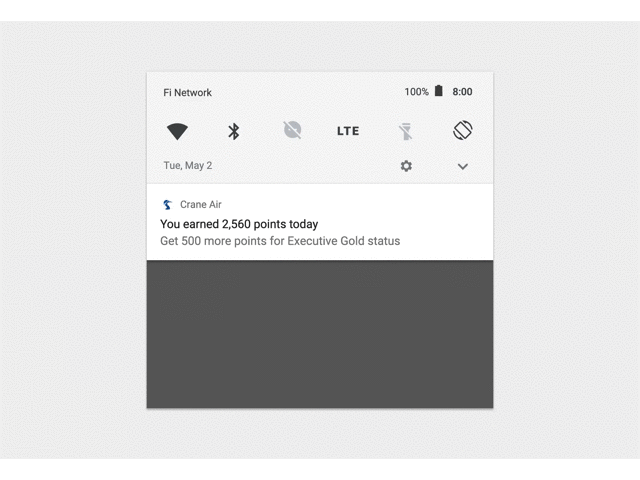 Fi Network 100% 8:00
LTE
Tue, May 2
Crane Air
You earned 2,560 points today
Get 500 more points for Executive Gold status